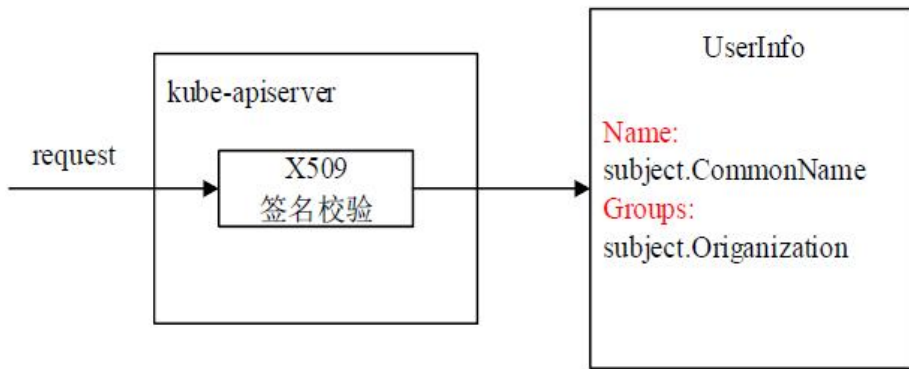 request
kube-apiserver
X509
签名校验
UserInfo
Name:
subject.CommonName
Groups:
subject.Origanization